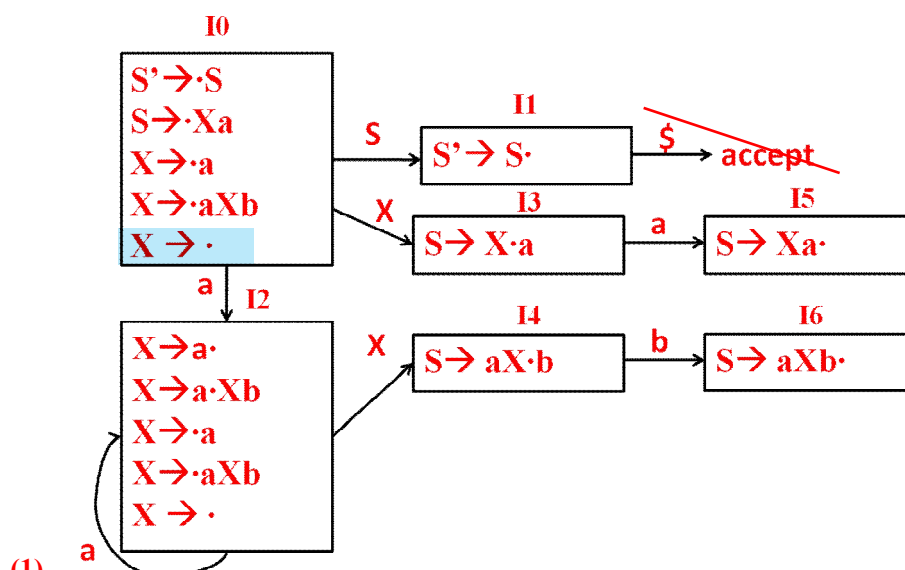 I0
S' → ·S
S → ·Xa
X → ·a
X → ·aXb
X → ·
S
I1
S' → S·
$
accept
X
I3
S → X·a
a
I5
S → Xa·
a
I2
X → a·
X → a·Xb
X → ·a
X → ·aXb
X → ·
X
I4
S → aX·b
b
I6
S → aXb·
a
(1)